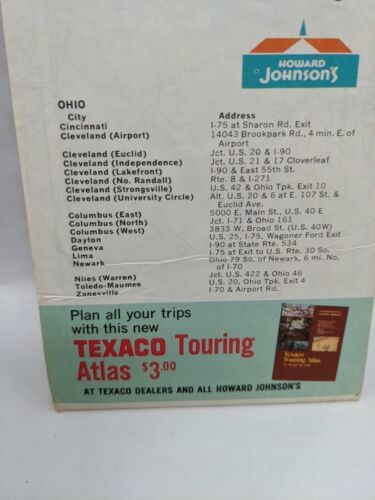 HOWARD
JOHNSON'S
OHIO
City Address
Cincinnati I-75 at Sharon Rd. Exit
Cleveland (Airport) 14043 Brookpark Rd., 4 min. E. of
Airport
Cleveland (Euclid) Jct. U.S. 20 & I-90
Cleveland (Independence) Jct. U.S. 21 & 17 Cloverleaf
Cleveland (Lakefront) I-90 & East 55th St.
Cleveland (No. Randall) Rte. 8 & I-271
Cleveland (Strongsville) U.S. 42 & Ohio Tpk. Exit 10
Cleveland (University Circle) Alt. U.S. 20 & 6 at E. 107 St. &
Euclid Ave.
Columbus (East) 5000 E. Main St., U.S. 40 E
Columbus (North) Jct. I-71 & Ohio 161
Columbus (West) 3833 W. Broad St. (U.S. 40W)
Dayton U.S. 25, I-75, Wagoner Ford Exit
Geneva I-90 at State Rte. 534
Lima I-75 at Exit to U.S. Rte. 30 So.
Newark Ohio 79 So. of Newark, 6 mi. No.
of I-70
Niles (Warren) Jct. U.S. 422 & Ohio 46
Toledo-Maumee U.S. 20, Ohio Tpk. Exit 4
Zanesville I-70 & Airport Rd.
Plan all your trips
with this new
TEXACO Touring
Atlas $3.00
Texaco
Touring Atlas
AT TEXACO DEALERS AND ALL HOWARD JOHNSON'S